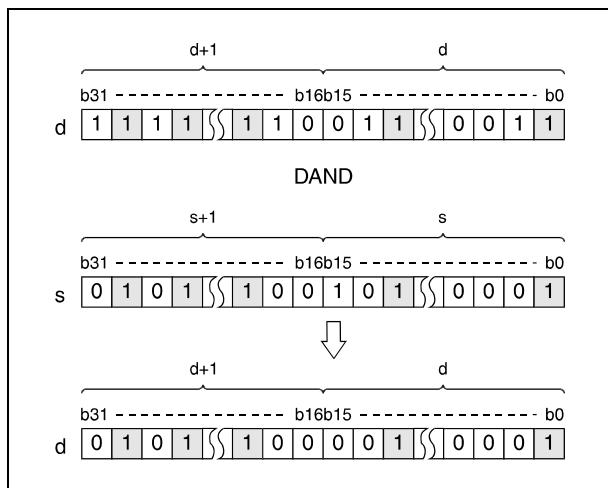 d+1 d
b31 ---------------- b16b15 ---------------- b0
d 1 1 1 1 1 1 0 0 1 1 0 0 1 1
DAND
s+1 s
b31 ---------------- b16b15 ---------------- b0
s 0 1 0 1 1 0 0 1 0 1 0 0 0 1
d+1 d
b31 ---------------- b16b15 ---------------- b0
d 0 1 0 1 1 0 0 0 0 1 0 0 0 1